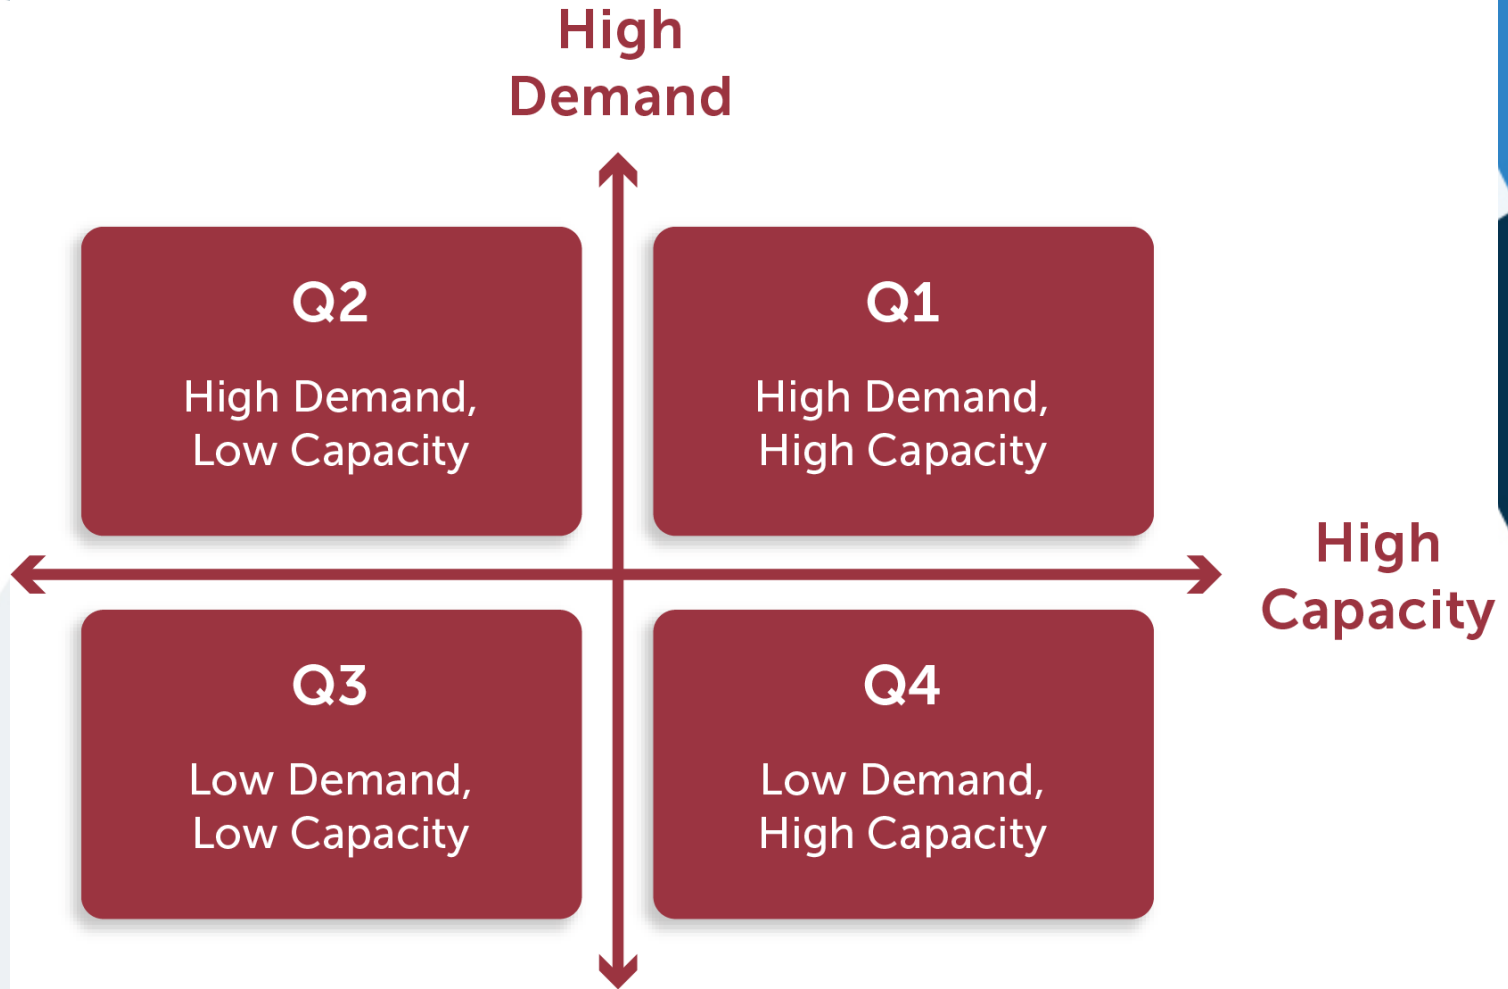 High
Demand
Q2
High Demand,
Low Capacity
Q1
High Demand,
High Capacity
High
Capacity
Q3
Low Demand,
Low Capacity
Q4
Low Demand,
High Capacity